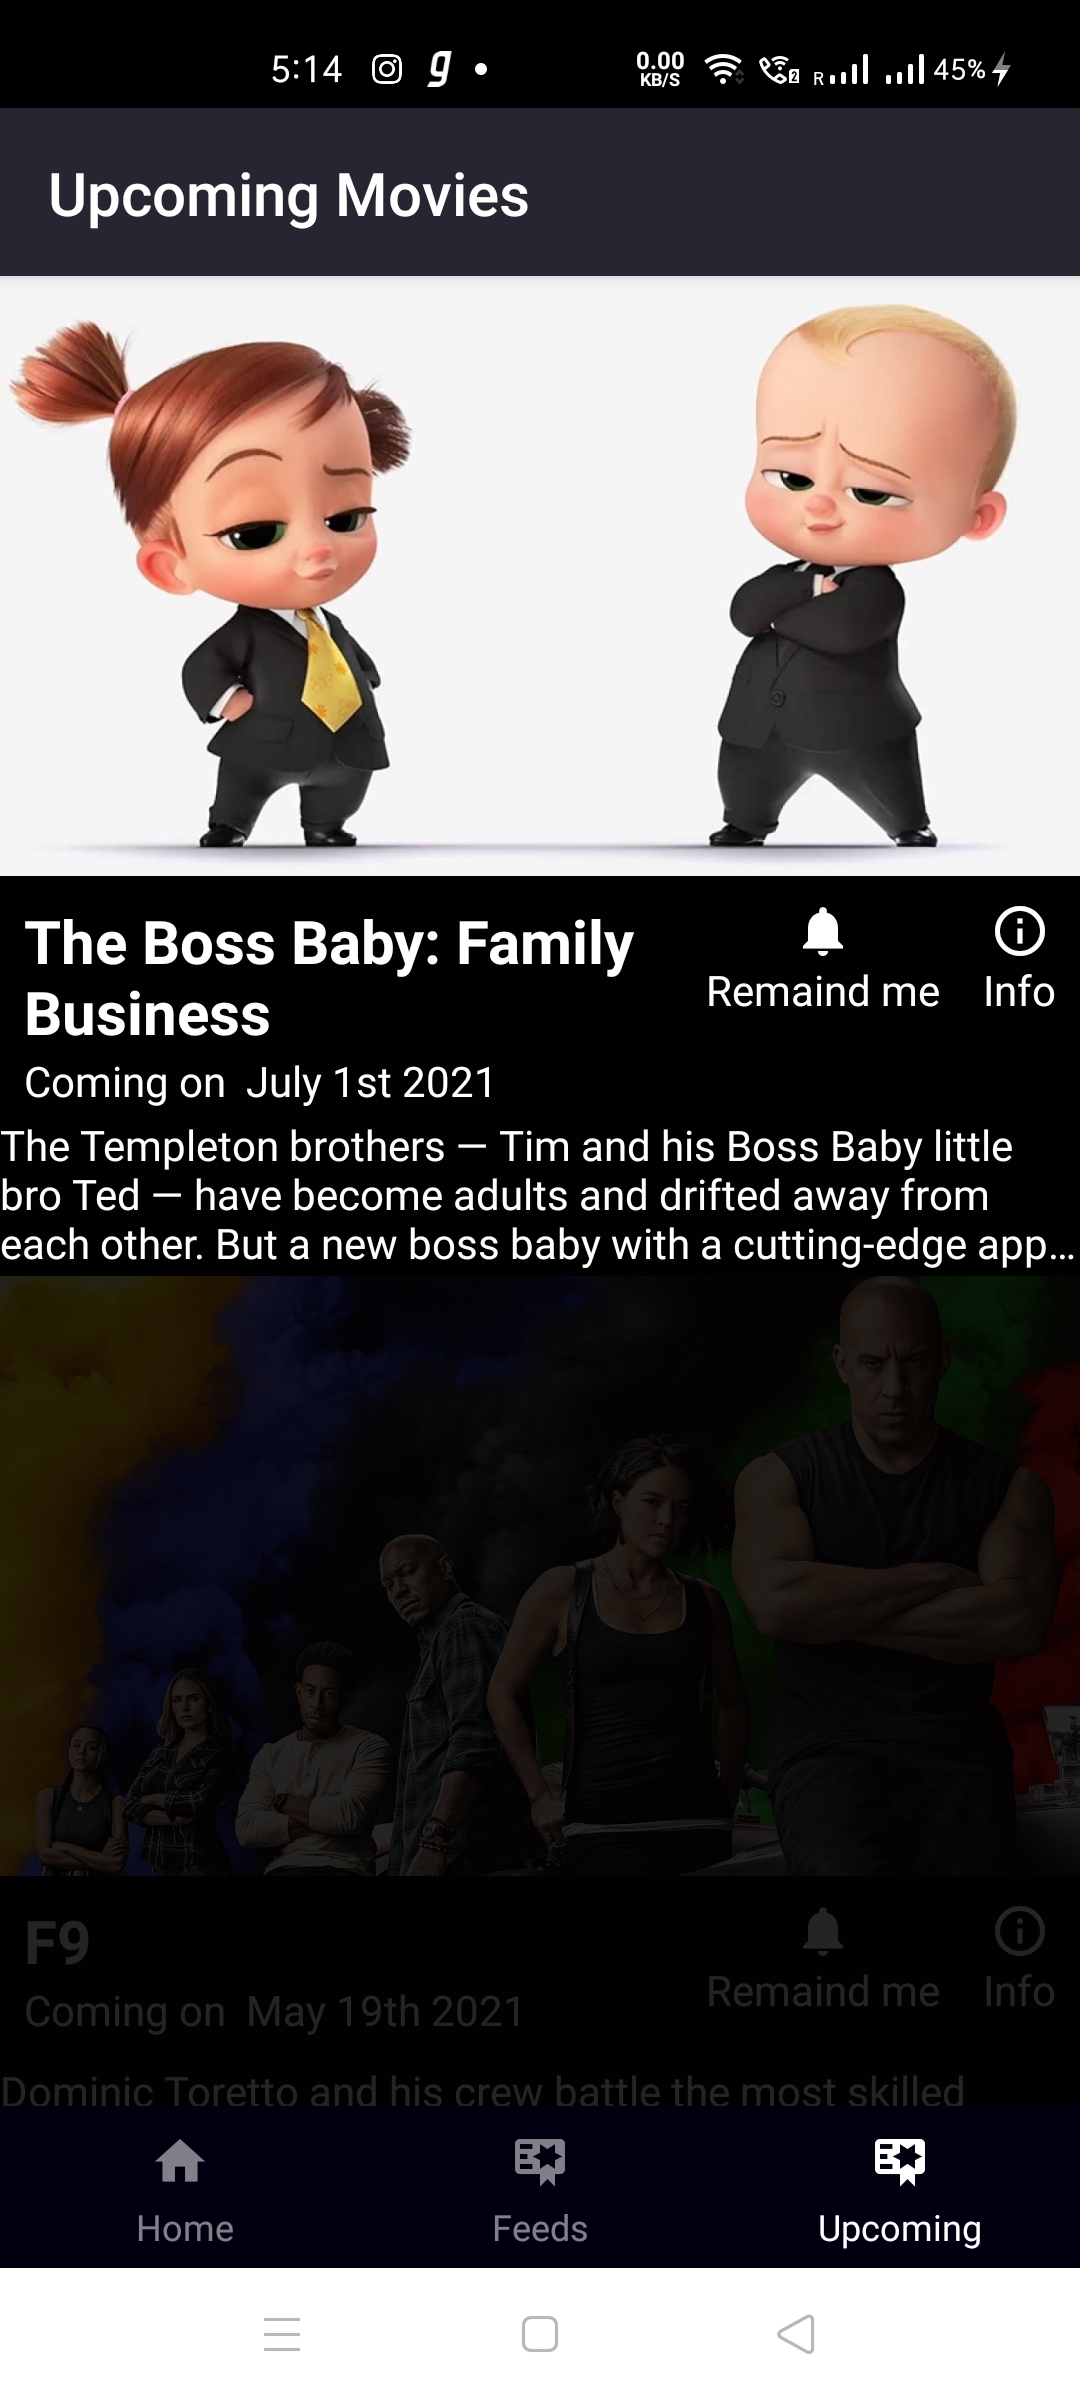 5:14 g 0.00 KB/S R 45%
Upcoming Movies
The Boss Baby: Family
Business
Remaind me Info
Coming on July 1st 2021
The Templeton brothers — Tim and his Boss Baby little
bro Ted — have become adults and drifted away from
each other. But a new boss baby with a cutting-edge app...
F9
Remaind me Info
Coming on May 19th 2021
Dominic Toretto and his crew battle the most skilled
Home Feeds Upcoming